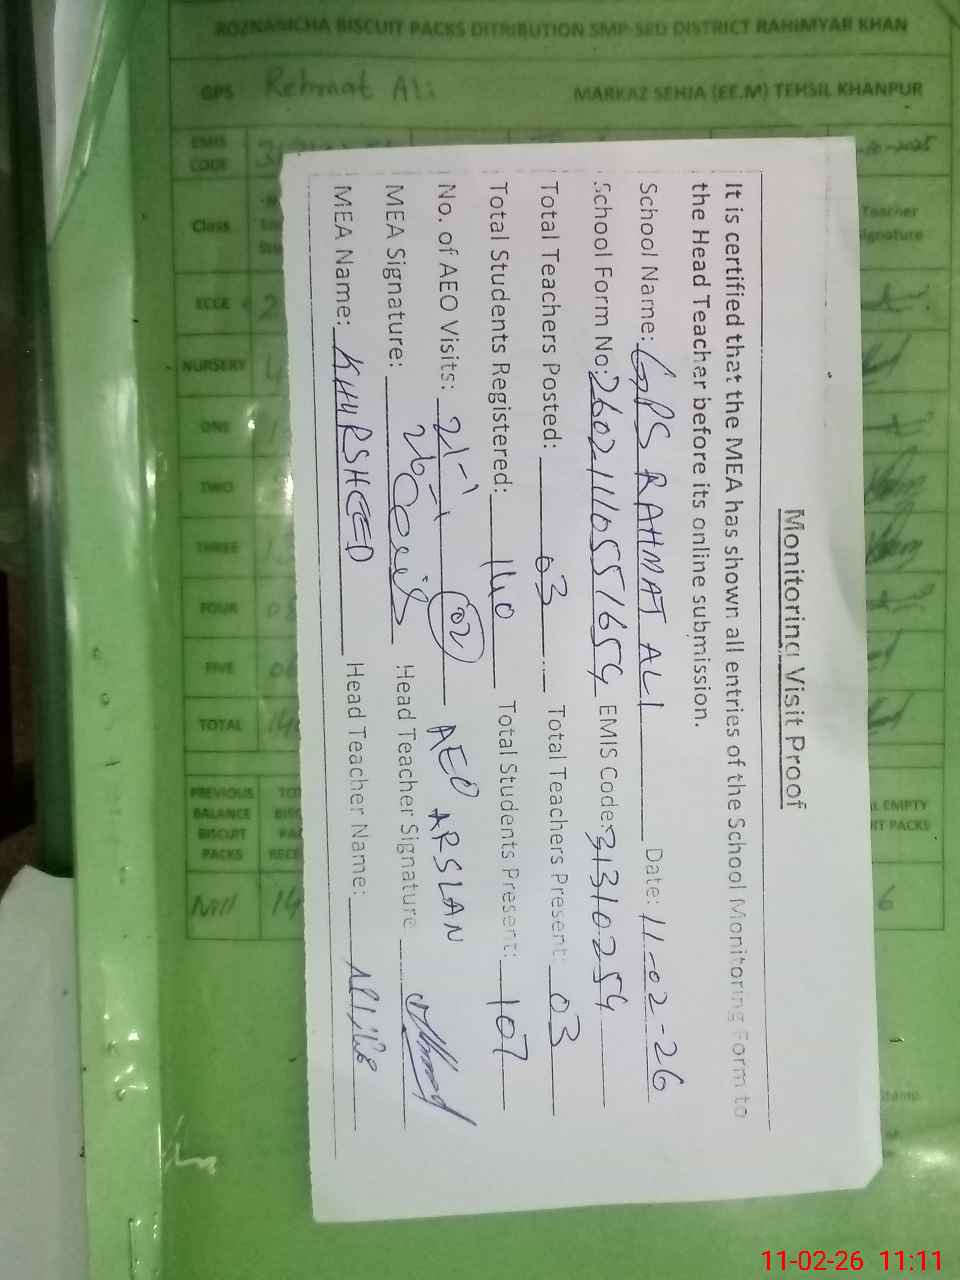 ROZNAMCHA BISCUIT PACKS DITRIBUTION SMP-SED DISTRICT RAHIMYAR KHAN
GPS Rehmat Ali MARKAZ SEHJA (EE.M) TEHSIL KHANPUR
EMIS CODE
Class
Teacher
ignature
ECCE
NURSERY
ONE
TWO
THREE
FOUR
FIVE
TOTAL
PREVIOUS BALANCE BISCUIT PACKS
EMPTY
PACKS
Nill
6
Monitoring Visit Proof
It is certified that the MEA has shown all entries of the School Monitoring Form to
the Head Teacher before its online submission.
School Name: GPS RAHMAT ALI Date: 11-02-26
School Form No: 2602110551654 EMIS Code: 31310254
Total Teachers Posted: 03 Total Teachers Present: 03
Total Students Registered: 140 Total Students Present: 107
No. of AEO Visits: 21-1-26 02 AEO ARSLAN
MEA Signature: Head Teacher Signature
MEA Name: KHURSHEED Head Teacher Name:
11-02-26 11:11